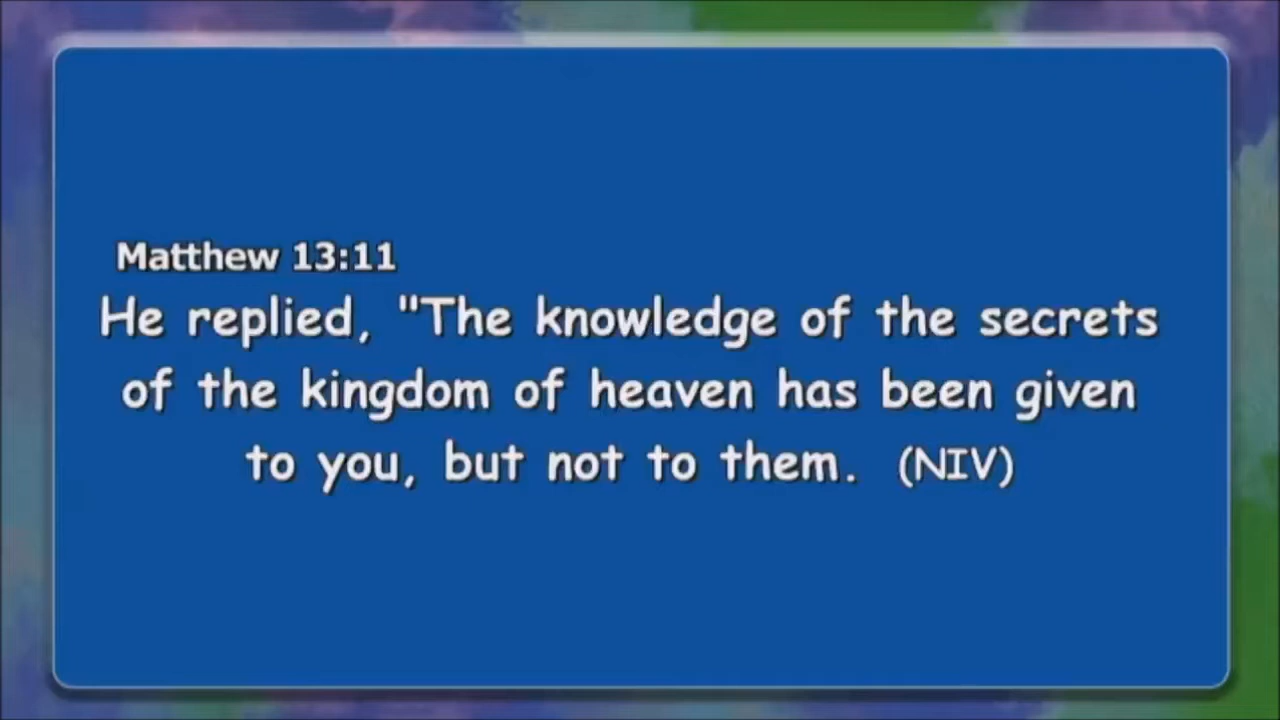 Matthew 13:11
He replied, "The knowledge of the secrets
of the kingdom of heaven has been given
to you, but not to them. (NIV)